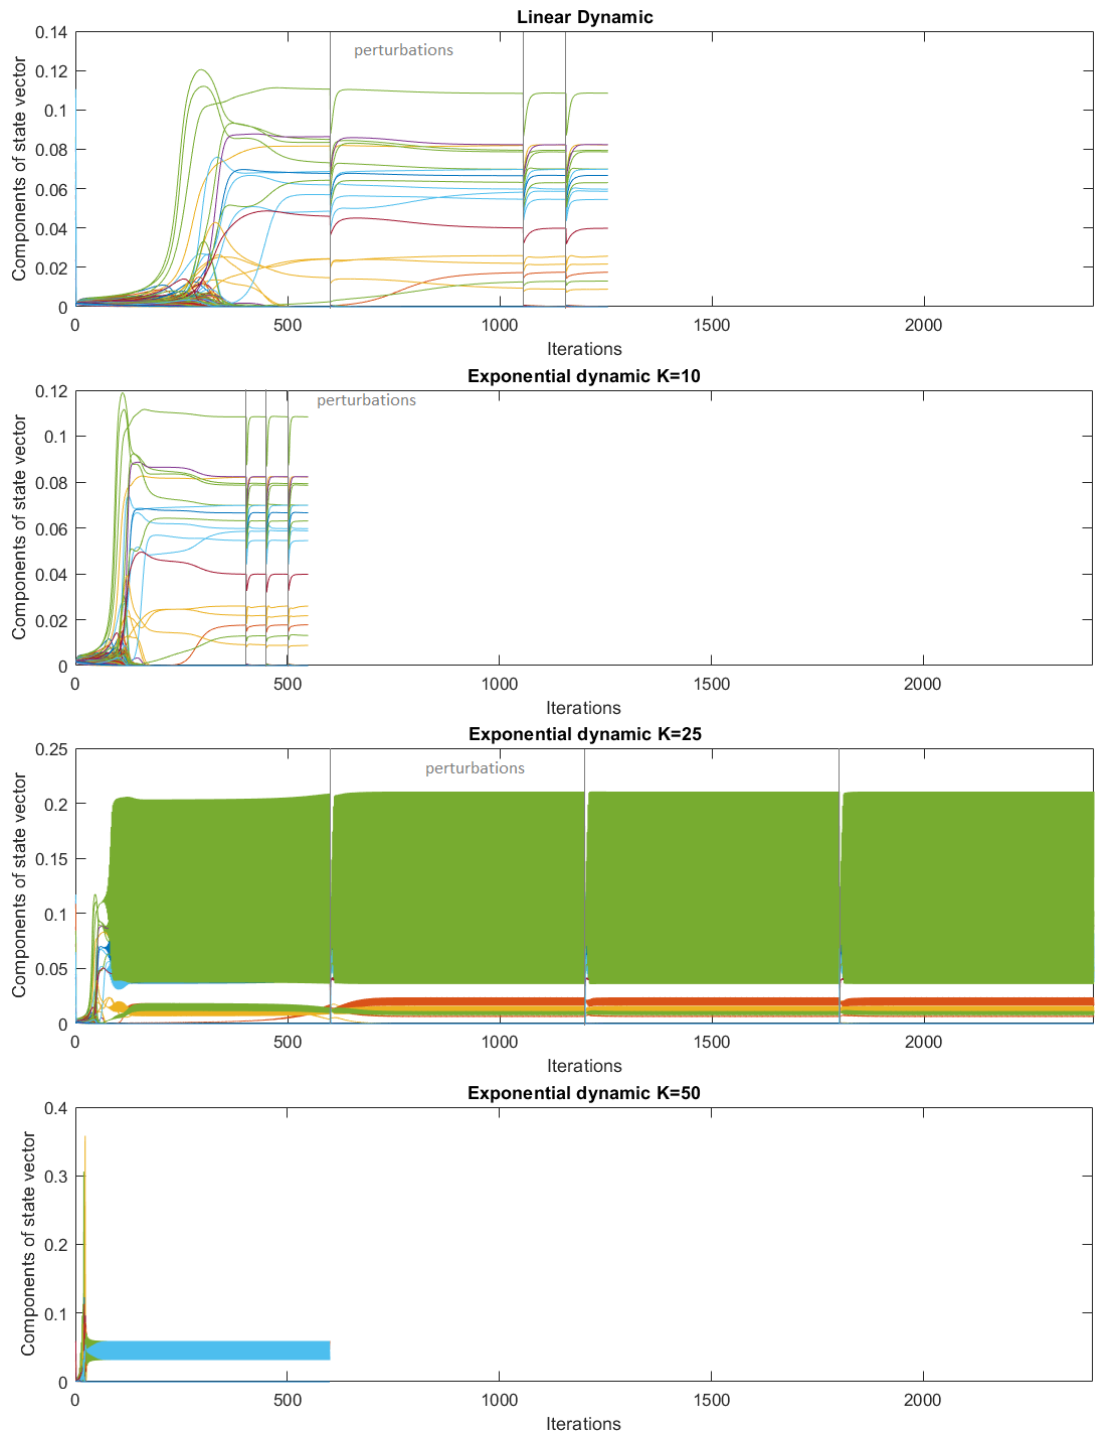 Linear Dynamic
0.14
perturbations
0.12
0.1
0.08
0.06
0.04
0.02
0
Components of state vector
0 500 1000 1500 2000
Iterations
Exponential dynamic K=10
0.12
perturbations
0.1
0.08
0.06
0.04
0.02
0
Components of state vector
0 500 1000 1500 2000
Iterations
Exponential dynamic K=25
0.25
perturbations
0.2
0.15
0.1
0.05
0
Components of state vector
0 500 1000 1500 2000
Iterations
Exponential dynamic K=50
0.4
0.3
0.2
0.1
0
Components of state vector
0 500 1000 1500 2000
Iterations